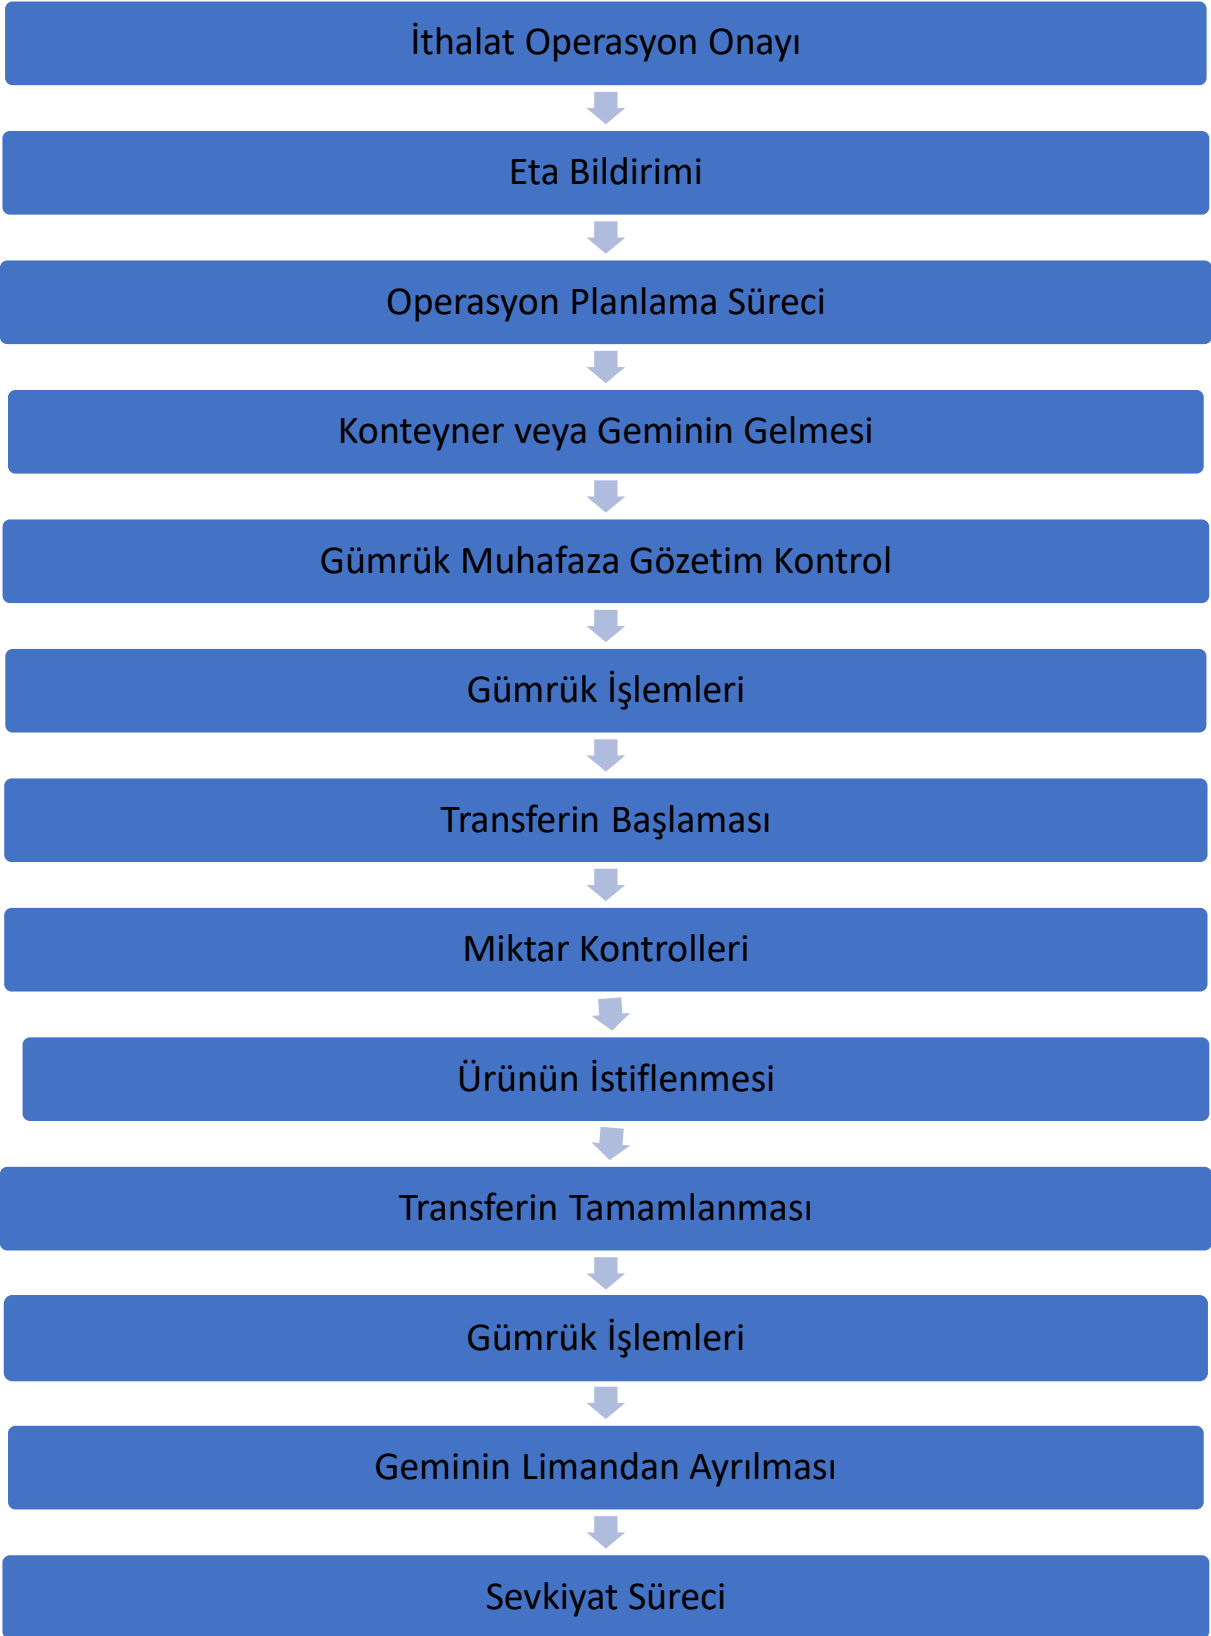 İthalat Operasyon Onayı
Eta Bildirimi
Operasyon Planlama Süreci
Konteyner veya Geminin Gelmesi
Gümrük Muhafaza Gözetim Kontrol
Gümrük İşlemleri
Transferin Başlaması
Miktar Kontrolleri
Ürünün İstiflenmesi
Transferin Tamamlanması
Gümrük İşlemleri
Geminin Limandan Ayrılması
Sevkiyat Süreci